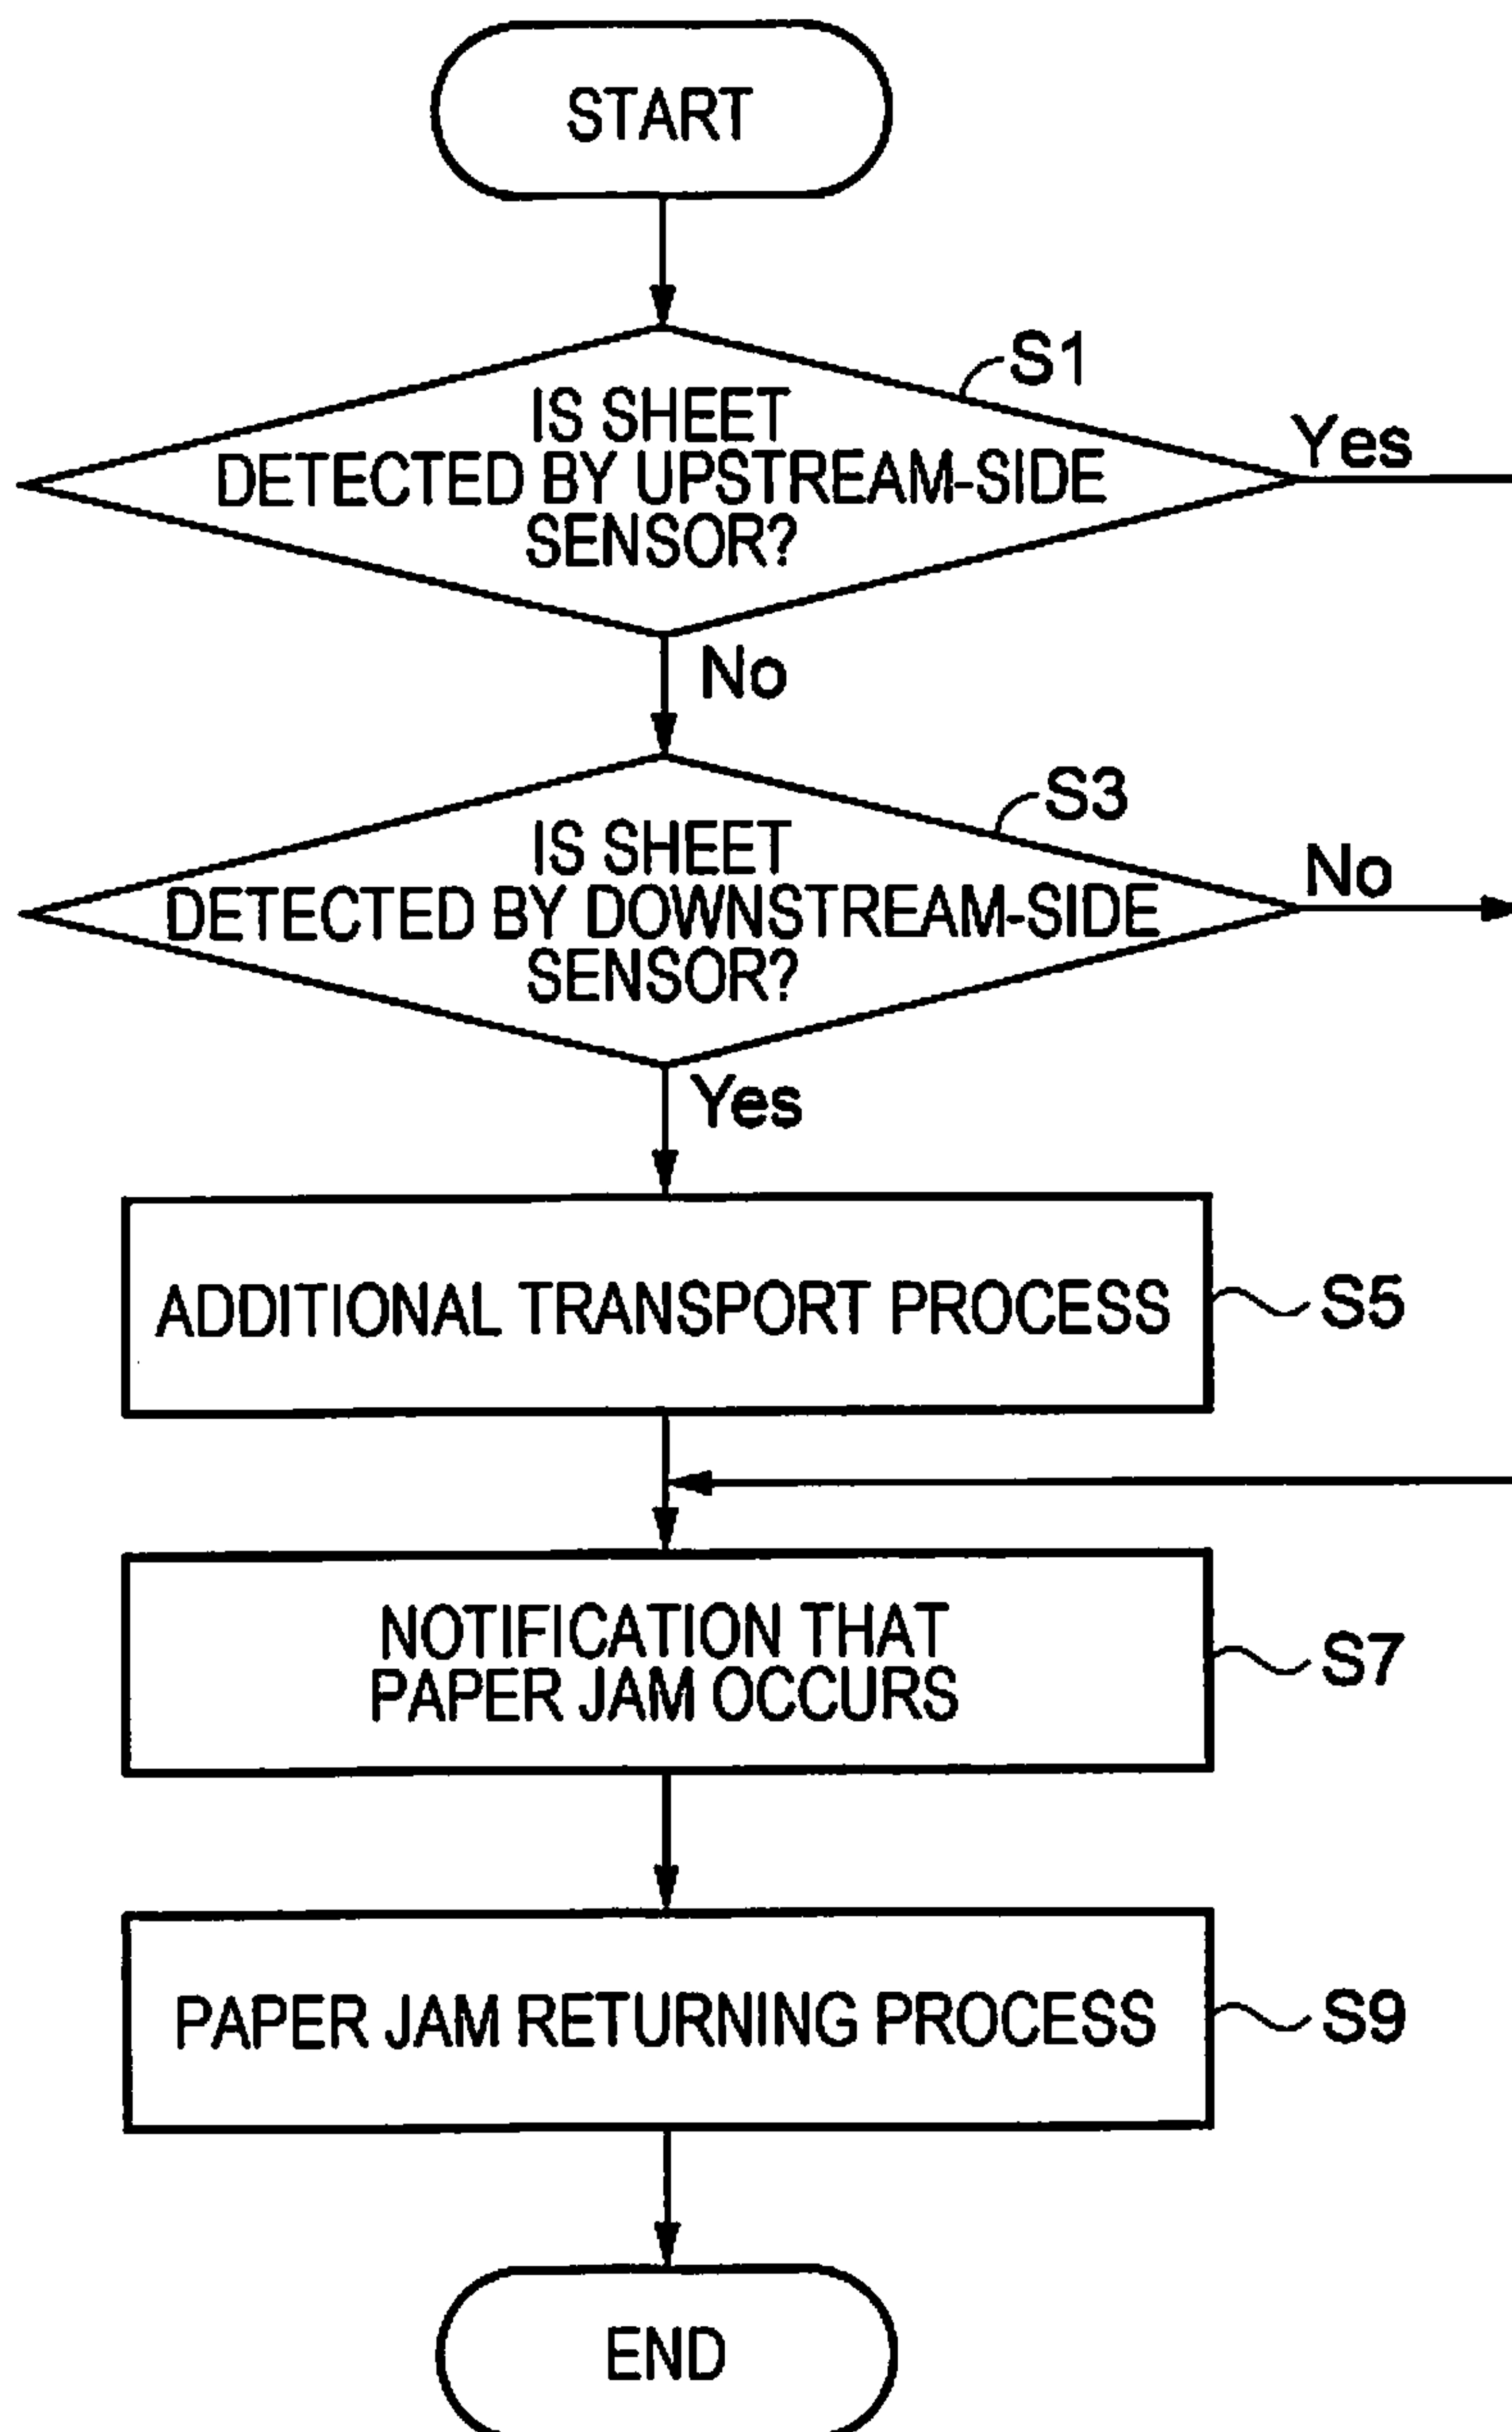 START
S1
IS SHEET
DETECTED BY UPSTREAM-SIDE
SENSOR?
Yes
No
S3
IS SHEET
DETECTED BY DOWNSTREAM-SIDE
SENSOR?
No
Yes
ADDITIONAL TRANSPORT PROCESS
S5
NOTIFICATION THAT
PAPER JAM OCCURS
S7
PAPER JAM RETURNING PROCESS
S9
END